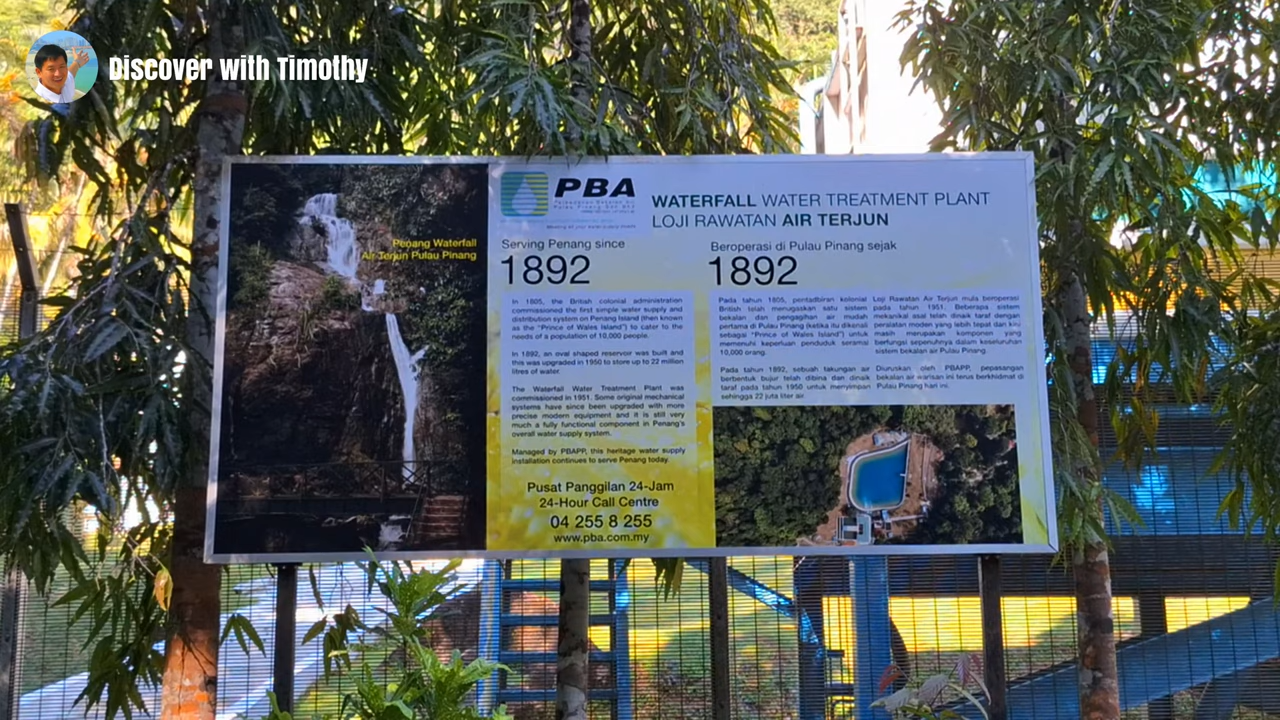 Discover with Timothy
Penang Waterfall
Air Terjun Pulau Pinang
PBA
WATERFALL WATER TREATMENT PLANT
LOJI RAWATAN AIR TERJUN
Serving Penang since
1892
In 1805, the British colonial administration
commissioned the first simple water supply and
distribution system on Penang Island (then known
as the "Prince of Wales Island") to cater to the
needs of a population of 10,000 people.
In 1892, an oval shaped reservoir was built and
this was upgraded in 1950 to store up to 22 million
litres of water.
The Waterfall Water Treatment Plant was
commissioned in 1951. Some original mechanical
systems have since been upgraded with more
precise modern equipment and it is still very
much a fully functional component in Penang's
overall water supply system.
Managed by PBAPP, this heritage water supply
installation continues to serve Penang today.
Pusat Panggilan 24-Jam
24-Hour Call Centre
04 255 8 255
www.pba.com.my
Beroperasi di Pulau Pinang sejak
1892
Pada tahun 1805, pentadbiran kolonial
British telah menugaskan satu sistem
bekalan dan pengagihan air mudah
pertama di Pulau Pinang (ketika itu dikenali
sebagai "Prince of Wales Island") untuk
memenuhi keperluan penduduk seramai
10,000 orang.
Pada tahun 1892, sebuah takungan air
berbentuk bujur telah dibina dan dinaik
taraf pada tahun 1950 untuk menyimpan
sehingga 22 juta liter air.
Loji Rawatan Air Terjun mula beroperasi
pada tahun 1951. Beberapa sistem
mekanikal asal telah dinaik taraf dengan
peralatan moden yang lebih tepat dan kini
masih merupakan komponen yang
berfungsi sepenuhnya dalam keseluruhan
sistem bekalan air Pulau Pinang.
Diuruskan oleh PBAPP, pepasangan
bekalan air warisan ini terus berkhidmat di
Pulau Pinang hari ini.